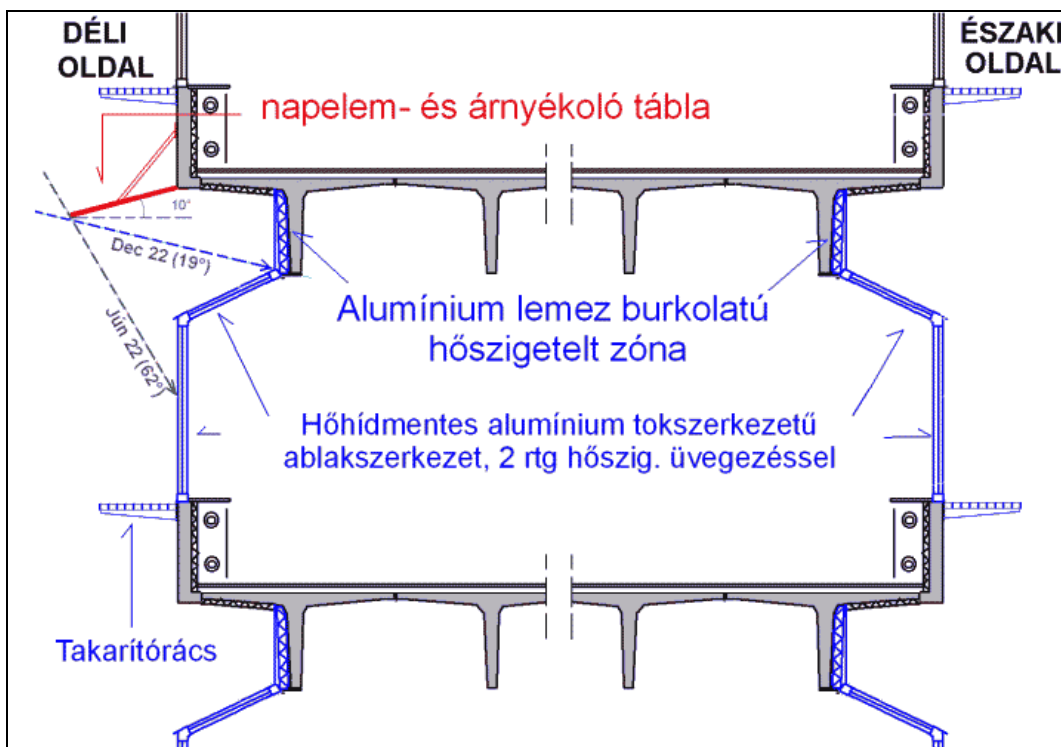 DÉLI
OLDAL
ÉSZAKI
OLDAL
napelem- és árnyékoló tábla
10°
Dec 22 (19°)
Jún 22 (62°)
Alumínium lemez burkolatú
hőszigetelt zóna
Hőhídmentes alumínium tokszerkezetű
ablakszerkezet, 2 rtg hőszig. üvegezéssel
Takarítórács